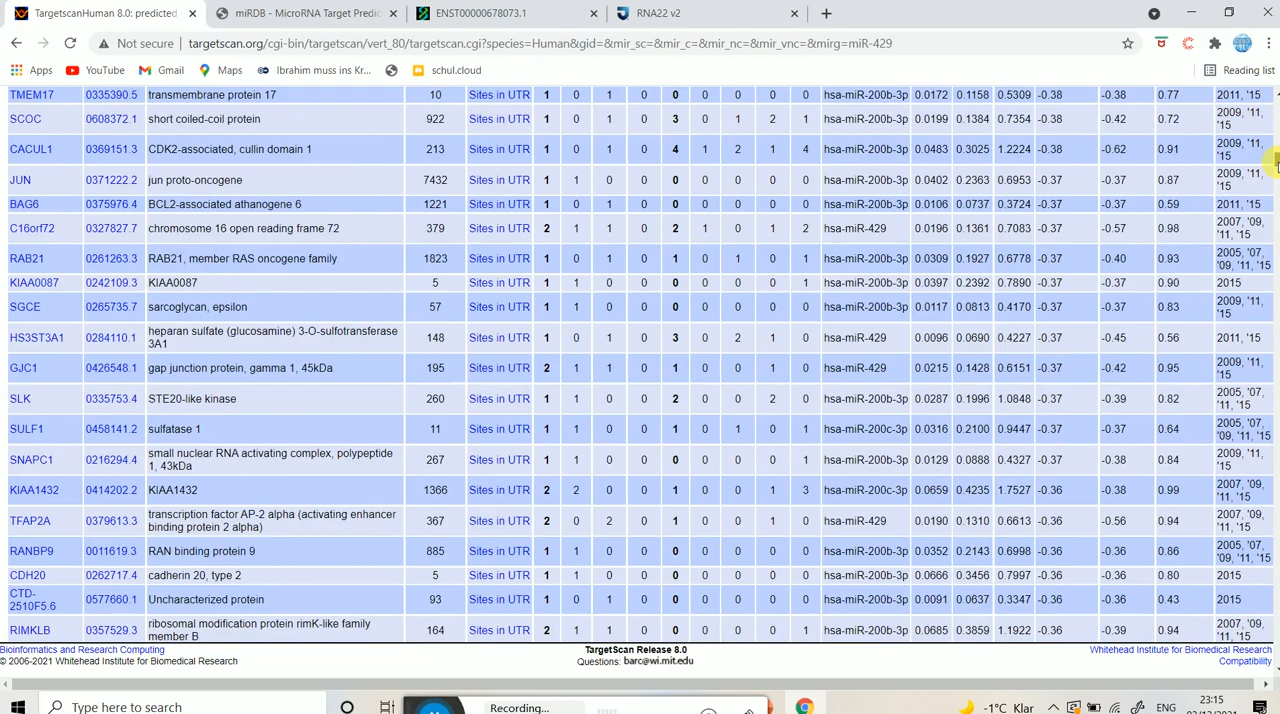 TargetscanHuman 8.0: predicted
miRDB - MicroRNA Target Predic
ENST00000678073.1
RNA22 v2
Not secure
targetscan.org/cgi-bin/targetscan/vert_80/targetscan.cgi?species=Human&gid=&mir_sc=&mir_c=&mir_nc=&mir_vnc=&mirg=miR-429
Apps YouTube Gmail Maps Ibrahim muss ins Kr... schul.cloud Reading list
TMEM17 0335390.5 transmembrane protein 17 10 Sites in UTR 1 0 1 0 0 0 0 0 0 hsa-miR-200b-3p 0.0172 0.1158 0.5309 -0.38 -0.38 0.77 2011, '15
SCOC 0608372.1 short coiled-coil protein 922 Sites in UTR 1 0 1 0 3 0 1 2 1 hsa-miR-200b-3p 0.0199 0.1384 0.7354 -0.38 -0.42 0.72 2009, '11,
'15
CACUL1 0369151.3 CDK2-associated, cullin domain 1 213 Sites in UTR 1 0 1 0 4 1 2 1 4 hsa-miR-200b-3p 0.0483 0.3025 1.2224 -0.38 -0.62 0.91 2009, '11,
'15
JUN 0371222.2 jun proto-oncogene 7432 Sites in UTR 1 1 0 0 0 0 0 0 0 hsa-miR-200b-3p 0.0402 0.2363 0.6953 -0.37 -0.37 0.87 2009, '11,
'15
BAG6 0375976.4 BCL2-associated athanogene 6 1221 Sites in UTR 1 0 1 0 0 0 0 0 0 hsa-miR-200b-3p 0.0106 0.0737 0.3724 -0.37 -0.37 0.59 2011, '15
C16orf72 0327827.7 chromosome 16 open reading frame 72 379 Sites in UTR 2 1 1 0 2 1 0 1 2 hsa-miR-429 0.0196 0.1361 0.7083 -0.37 -0.57 0.98 2007, '09,
'11, '15
RAB21 0261263.3 RAB21, member RAS oncogene family 1823 Sites in UTR 1 0 1 0 1 0 1 0 1 hsa-miR-200b-3p 0.0309 0.1927 0.6778 -0.37 -0.40 0.93 2005, '07,
'09, '11, '15
KIAA0087 0242109.3 KIAA0087 5 Sites in UTR 1 1 0 0 0 0 0 0 1 hsa-miR-200b-3p 0.0397 0.2392 0.7890 -0.37 -0.37 0.90 2015
SGCE 0265735.7 sarcoglycan, epsilon 57 Sites in UTR 1 1 0 0 0 0 0 0 0 hsa-miR-200b-3p 0.0117 0.0813 0.4170 -0.37 -0.37 0.83 2009, '11,
'15
HS3ST3A1 0284110.1 heparan sulfate (glucosamine) 3-O-sulfotransferase
3A1 148 Sites in UTR 1 0 1 0 3 0 2 1 0 hsa-miR-429 0.0096 0.0690 0.4227 -0.37 -0.45 0.56 2011, '15
GJC1 0426548.1 gap junction protein, gamma 1, 45kDa 195 Sites in UTR 2 1 1 0 1 0 0 1 0 hsa-miR-429 0.0215 0.1428 0.6151 -0.37 -0.42 0.95 2009, '11,
'15
SLK 0335753.4 STE20-like kinase 260 Sites in UTR 1 1 0 0 2 0 0 2 0 hsa-miR-200b-3p 0.0287 0.1996 1.0848 -0.37 -0.39 0.82 2005, '07,
'11, '15
SULF1 0458141.2 sulfatase 1 11 Sites in UTR 1 1 0 0 1 0 1 0 1 hsa-miR-200c-3p 0.0316 0.2100 0.9447 -0.37 -0.37 0.64 2005, '07,
'09, '11, '15
SNAPC1 0216294.4 small nuclear RNA activating complex, polypeptide
1, 43kDa 267 Sites in UTR 1 1 0 0 0 0 0 0 1 hsa-miR-200b-3p 0.0129 0.0888 0.4327 -0.37 -0.38 0.84 2009, '11,
'15
KIAA1432 0414202.2 KIAA1432 1366 Sites in UTR 2 2 0 0 1 0 0 1 3 hsa-miR-200c-3p 0.0659 0.4235 1.7527 -0.36 -0.38 0.99 2007, '09,
'11, '15
TFAP2A 0379613.3 transcription factor AP-2 alpha (activating enhancer
binding protein 2 alpha) 367 Sites in UTR 2 0 2 0 1 0 0 1 0 hsa-miR-429 0.0190 0.1310 0.6613 -0.36 -0.56 0.94 2007, '09,
'11, '15
RANBP9 0011619.3 RAN binding protein 9 885 Sites in UTR 1 1 0 0 0 0 0 0 0 hsa-miR-200b-3p 0.0352 0.2143 0.6998 -0.36 -0.36 0.86 2005, '07,
'09, '11, '15
CDH20 0262717.4 cadherin 20, type 2 5 Sites in UTR 1 1 0 0 0 0 0 0 0 hsa-miR-200b-3p 0.0666 0.3456 0.7997 -0.36 -0.36 0.80 2015
CTD-
2510F5.6 0577660.1 Uncharacterized protein 93 Sites in UTR 1 0 1 0 0 0 0 0 0 hsa-miR-200b-3p 0.0091 0.0637 0.3347 -0.36 -0.36 0.43 2015
RIMKLB 0357529.3 ribosomal modification protein rimK-like family
member B 164 Sites in UTR 2 1 1 0 0 0 0 0 1 hsa-miR-200b-3p 0.0685 0.3859 1.1922 -0.36 -0.39 0.94 2007, '09,
'11, '15
Bioinformatics and Research Computing TargetScan Release 8.0 Whitehead Institute for Biomedical Research
© 2006-2021 Whitehead Institute for Biomedical Research Questions: barc@wi.mit.edu Compatibility
Type here to search
Recording...
-1°C Klar
ENG
23:15